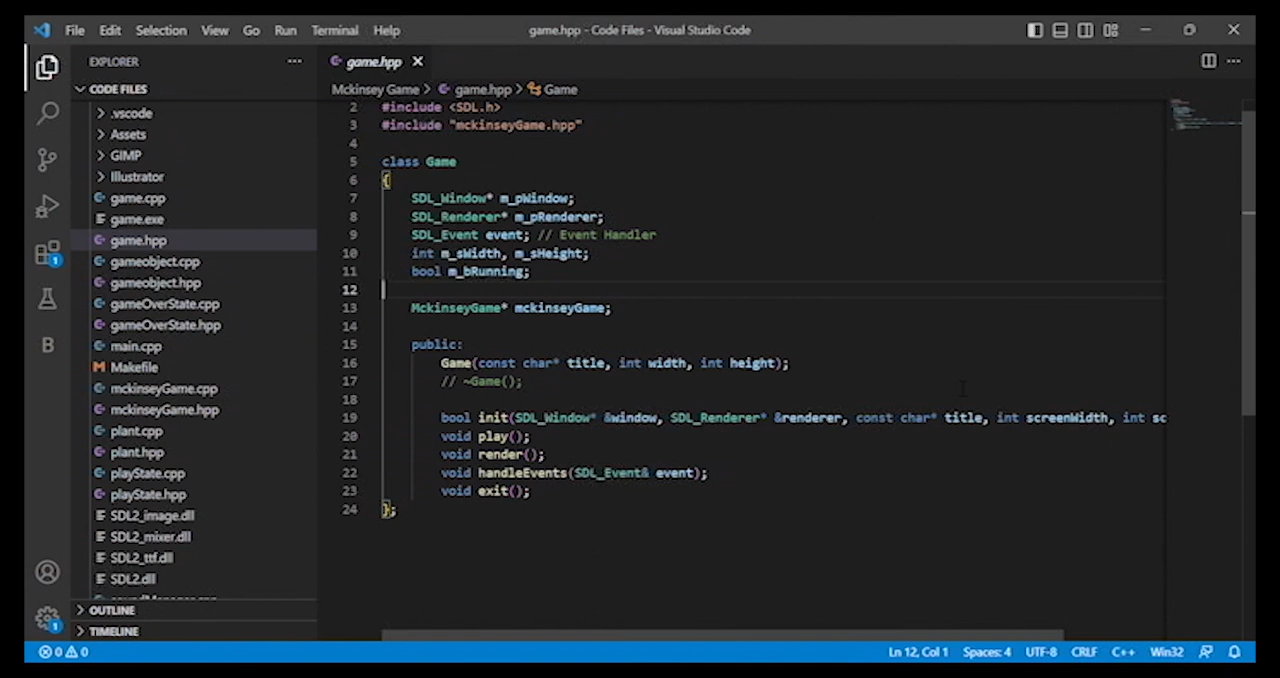 File Edit Selection View Go Run Terminal Help
game.hpp - Code Files - Visual Studio Code
EXPLORER
CODE FILES
.vscode
Assets
GIMP
Illustrator
game.cpp
game.exe
game.hpp
gameobject.cpp
gameobject.hpp
gameOverState.cpp
gameOverState.hpp
main.cpp
Makefile
mckinseyGame.cpp
mckinseyGame.hpp
plant.cpp
plant.hpp
playState.cpp
playState.hpp
SDL2_image.dll
SDL2_mixer.dll
SDL2_ttf.dll
SDL2.dll
OUTLINE
TIMELINE
game.hpp
Mckinsey Game > game.hpp > Game
2 #include <SDL.h>
3 #include "mckinseyGame.hpp"
4
5 class Game
6 {
7 SDL_Window* m_pWindow;
8 SDL_Renderer* m_pRenderer;
9 SDL_Event event; // Event Handler
10 int m_sWidth, m_sHeight;
11 bool m_bRunning;
12
13 MckinseyGame* mckinseyGame;
14
15 public:
16 Game(const char* title, int width, int height);
17 // ~Game();
18
19 bool init(SDL_Window* &window, SDL_Renderer* &renderer, const char* title, int screenWidth, int sc
20 void play();
21 void render();
22 void handleEvents(SDL_Event& event);
23 void exit();
24 };
1
B
1
0 0
Ln 12, Col 1 Spaces: 4 UTF-8 CRLF C++ Win32